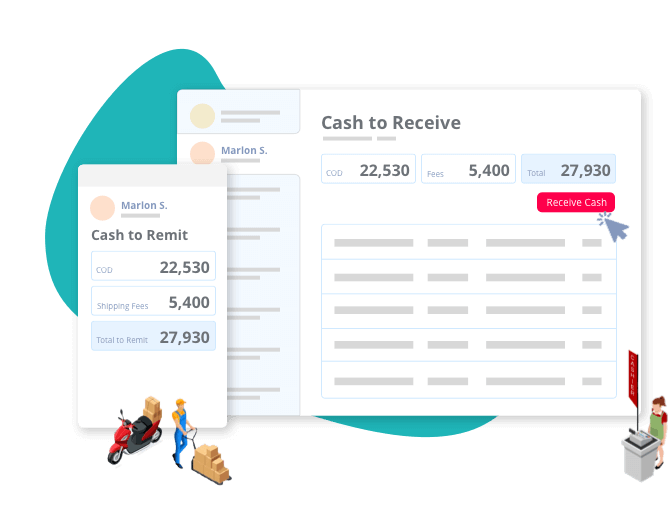 Marlon S.
Cash to Remit
COD 22,530
Shipping Fees 5,400
Total to Remit 27,930
Marlon S.
Cash to Receive
COD 22,530
Fees 5,400
Total 27,930
Receive Cash
CASHIER